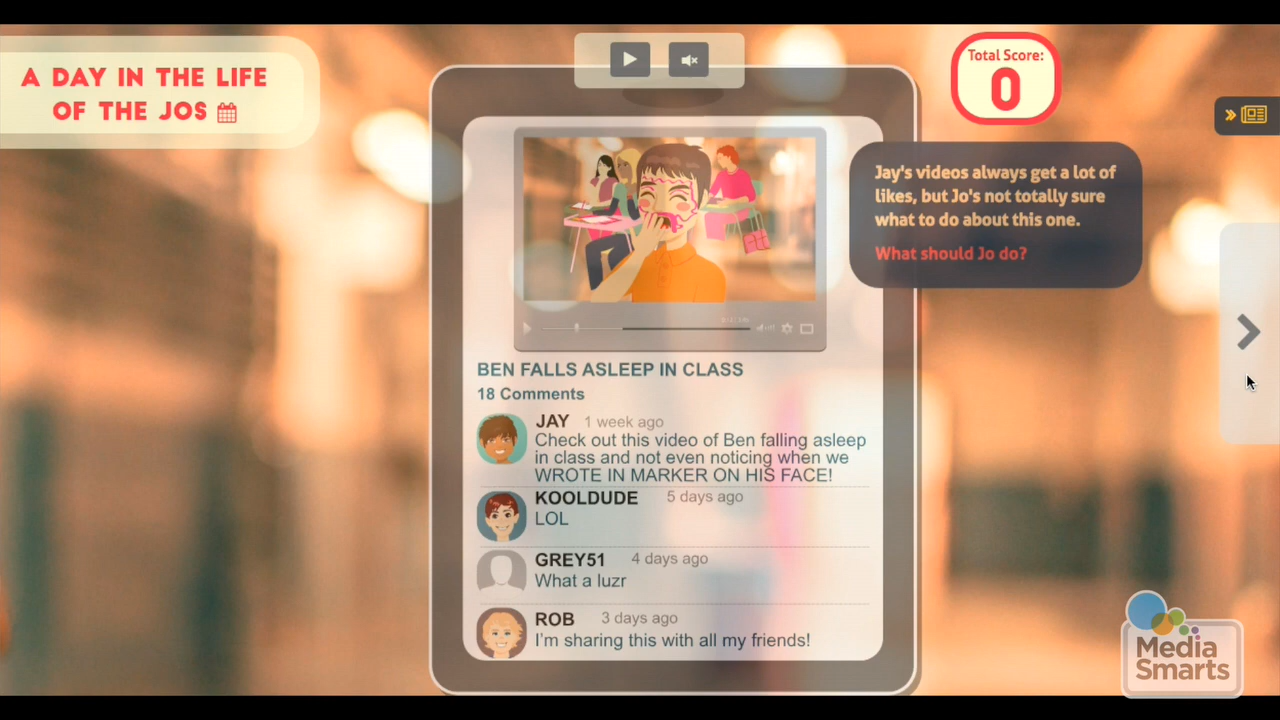 A DAY IN THE LIFE
OF THE JOS
Total Score:
0
Jay's videos always get a lot of
likes, but Jo's not totally sure
what to do about this one.
What should Jo do?
BEN FALLS ASLEEP IN CLASS
18 Comments
JAY 1 week ago
Check out this video of Ben falling asleep
in class and not even noticing when we
WROTE IN MARKER ON HIS FACE!
KOOLDUDE 5 days ago
LOL
GREY51 4 days ago
What a luzr
ROB 3 days ago
I'm sharing this with all my friends!
Media
Smarts